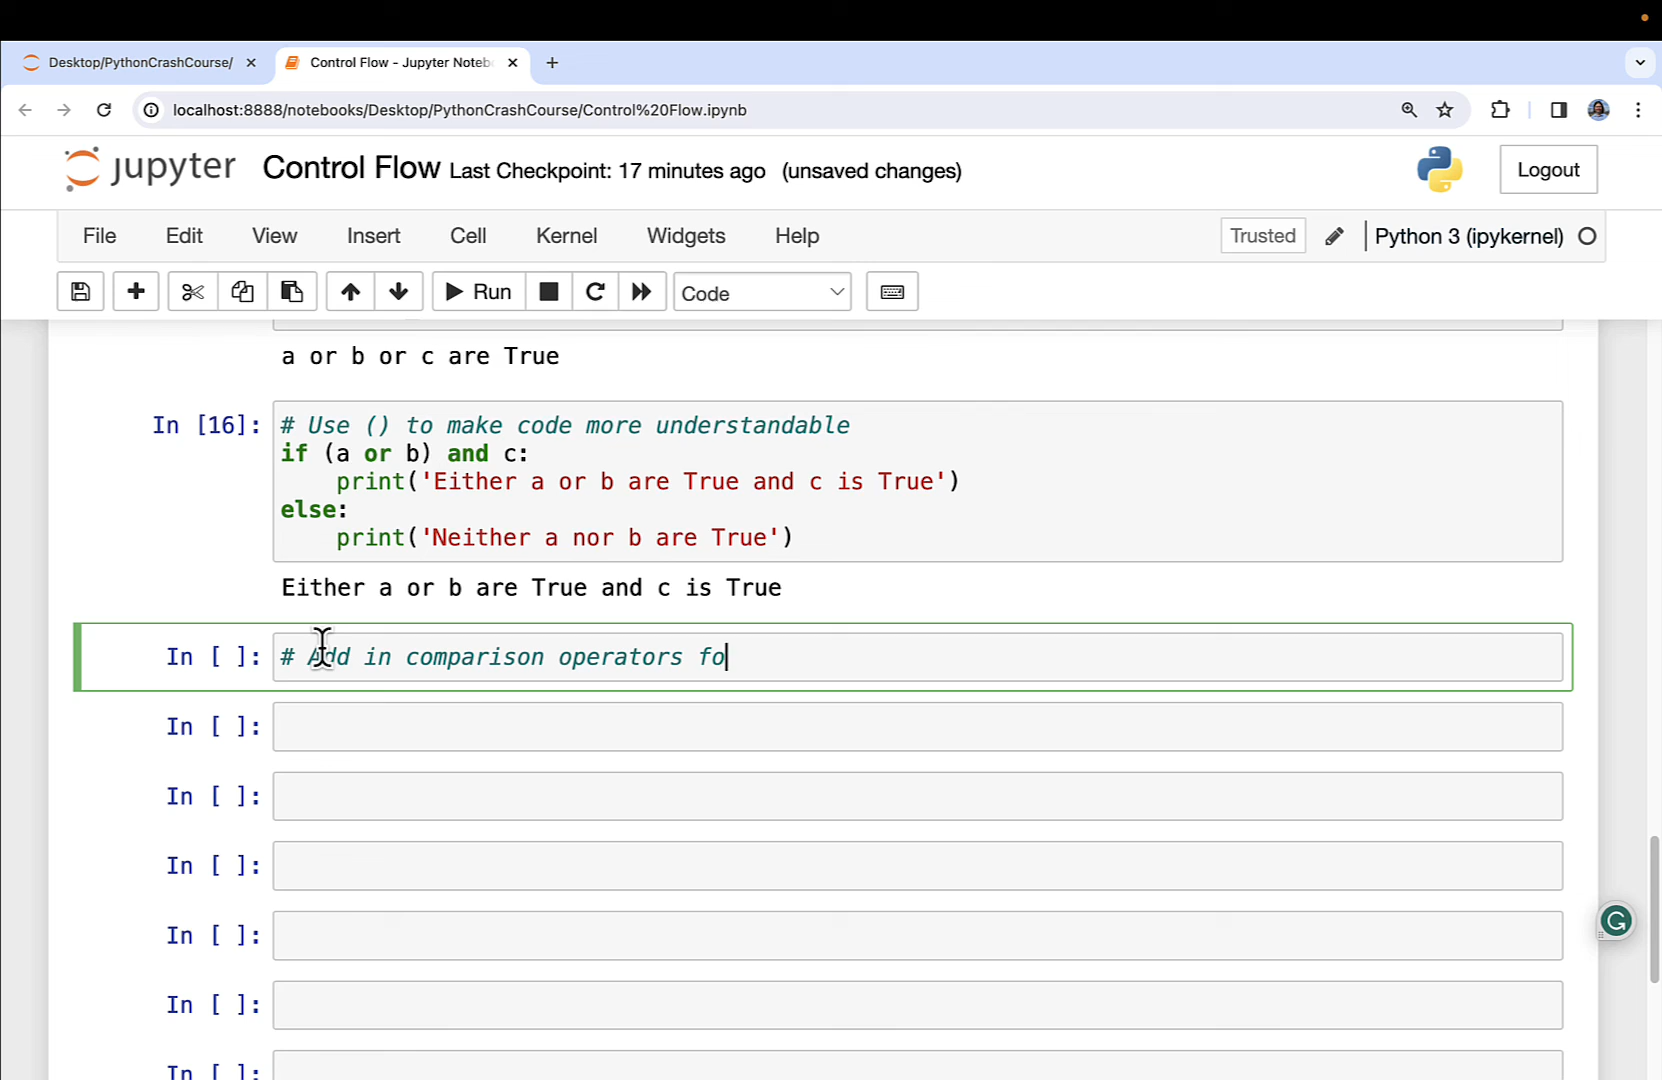 Desktop/PythonCrashCourse/
Control Flow - Jupyter Noteb
localhost:8888/notebooks/Desktop/PythonCrashCourse/Control%20Flow.ipynb
jupyter Control Flow Last Checkpoint: 17 minutes ago (unsaved changes)
Logout
File Edit View Insert Cell Kernel Widgets Help
Trusted
Python 3 (ipykernel)
Run
Code
a or b or c are True
In [16]: # Use () to make code more understandable
if (a or b) and c:
    print('Either a or b are True and c is True')
else:
    print('Neither a nor b are True')
Either a or b are True and c is True
In [ ]: # Add in comparison operators fo
In [ ]:
In [ ]:
In [ ]:
In [ ]:
In [ ]:
In [ ]: